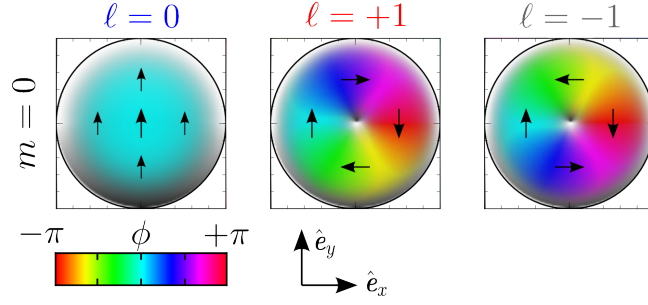 ℓ = 0 ℓ = +1 ℓ = −1
m = 0
−π ϕ +π
ê_y
ê_x